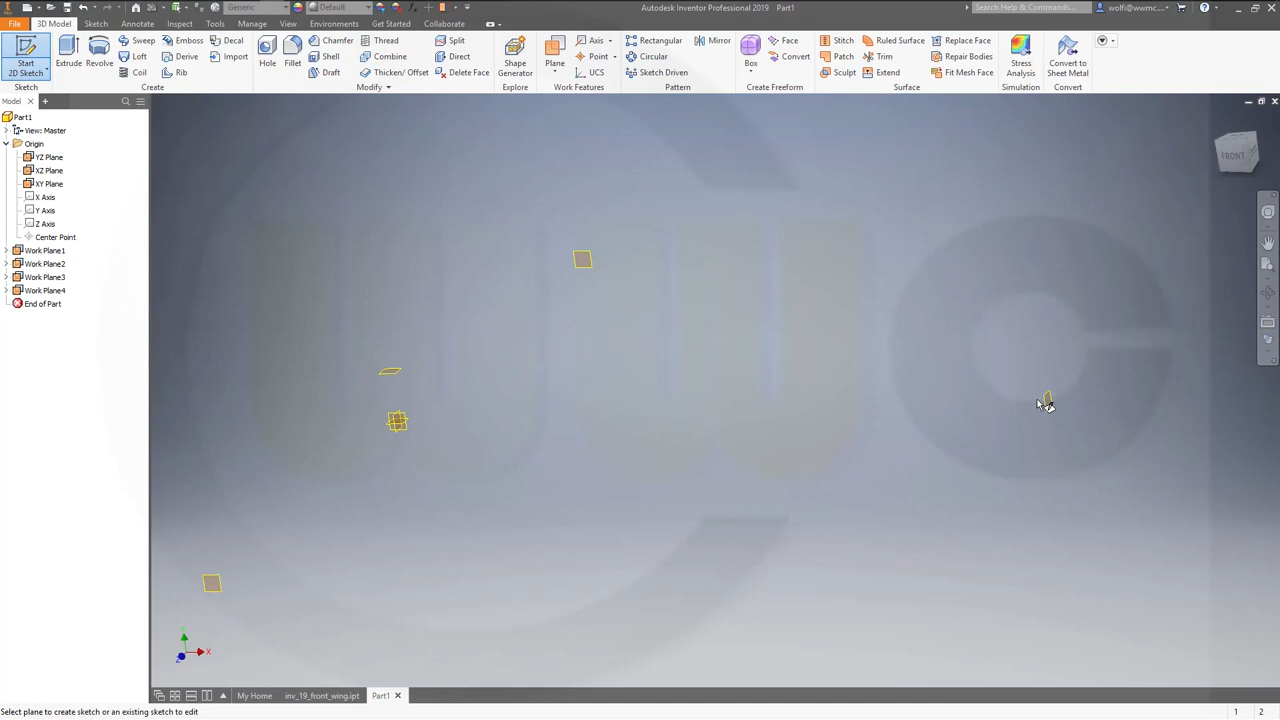 Generic
Default
Autodesk Inventor Professional 2019 Part1
Search Help & Commands...
wolfi@wwmc...
File 3D Model Sketch Annotate Inspect Tools Manage View Environments Get Started Collaborate
Start 2D Sketch
Extrude
Revolve
Sweep
Emboss
Decal
Loft
Derive
Import
Coil
Rib
Hole
Fillet
Chamfer
Thread
Split
Shell
Combine
Direct
Draft
Thicken/ Offset
Delete Face
Shape Generator
Plane
Axis
Point
UCS
Rectangular
Mirror
Circular
Sketch Driven
Box
Face
Convert
Stitch
Ruled Surface
Replace Face
Patch
Trim
Repair Bodies
Sculpt
Extend
Fit Mesh Face
Stress Analysis
Convert to Sheet Metal
Sketch Create Modify Explore Work Features Pattern Create Freeform Surface Simulation Convert
Model
Part1
View: Master
Origin
YZ Plane
XZ Plane
XY Plane
X Axis
Y Axis
Z Axis
Center Point
Work Plane1
Work Plane2
Work Plane3
Work Plane4
End of Part
FRONT
X
My Home inv_19_front_wing.ipt Part1
Select plane to create sketch or an existing sketch to edit
1 2